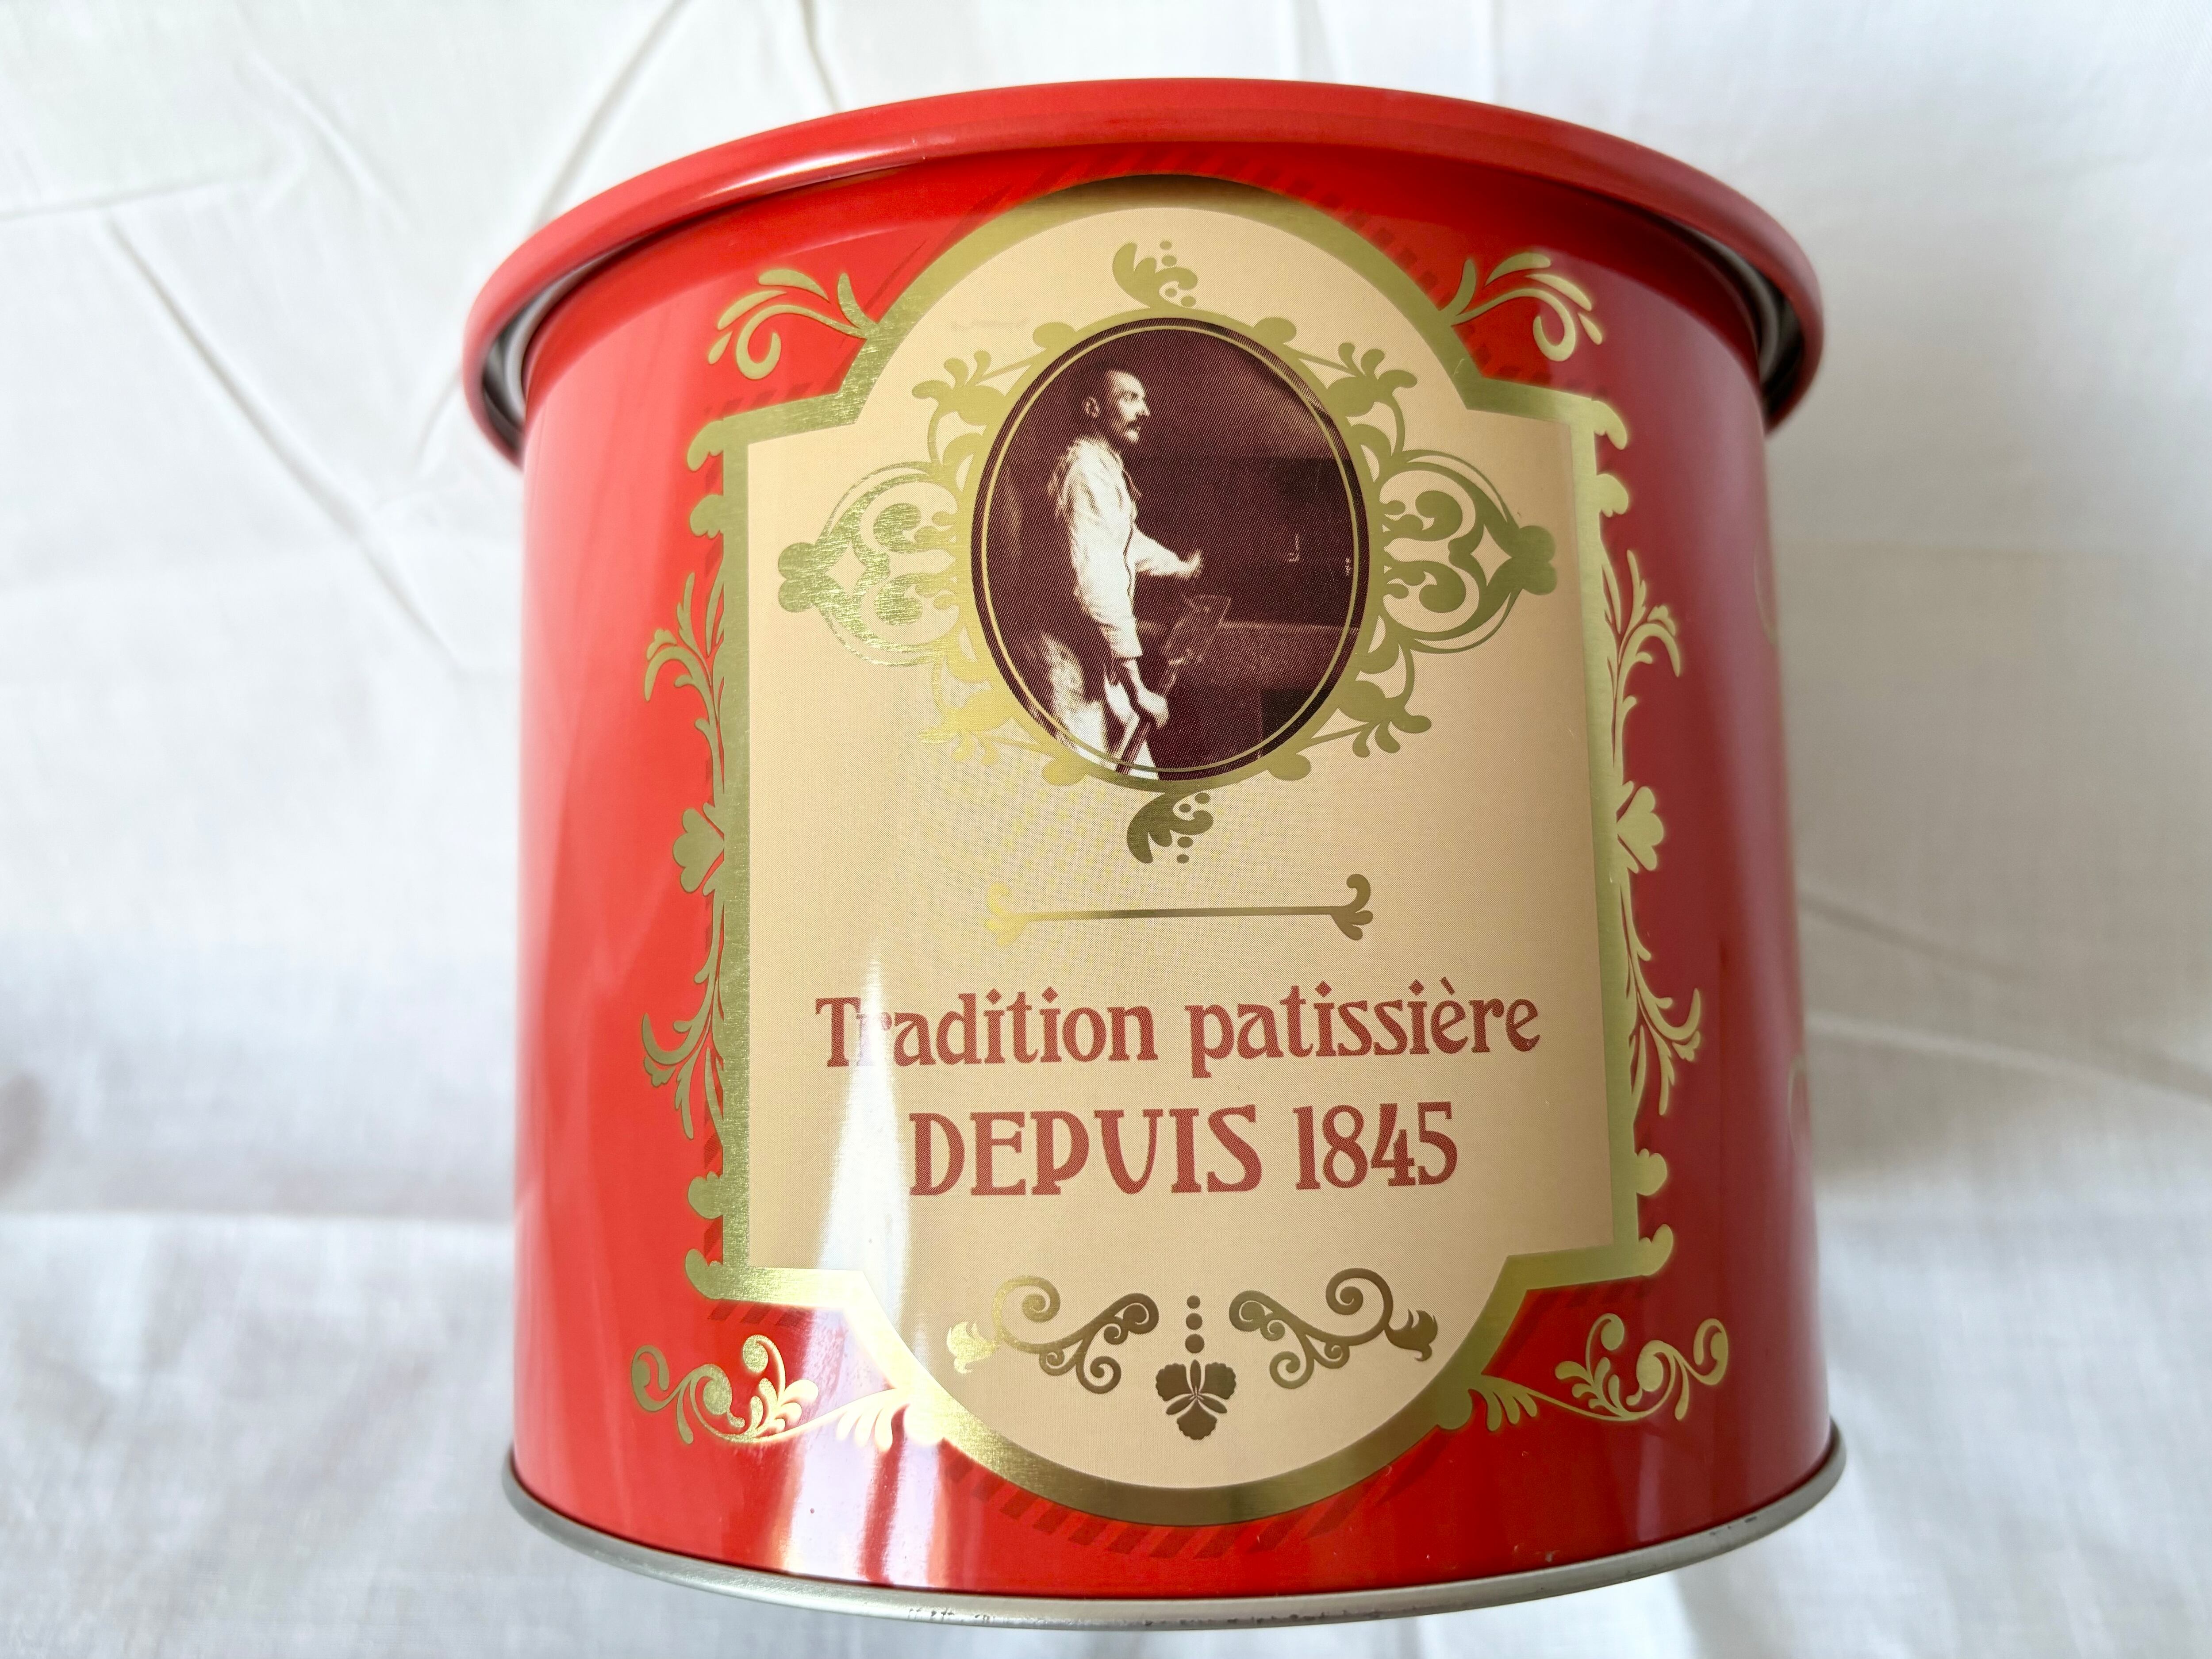 Tradition patissière
DEPUIS 1845